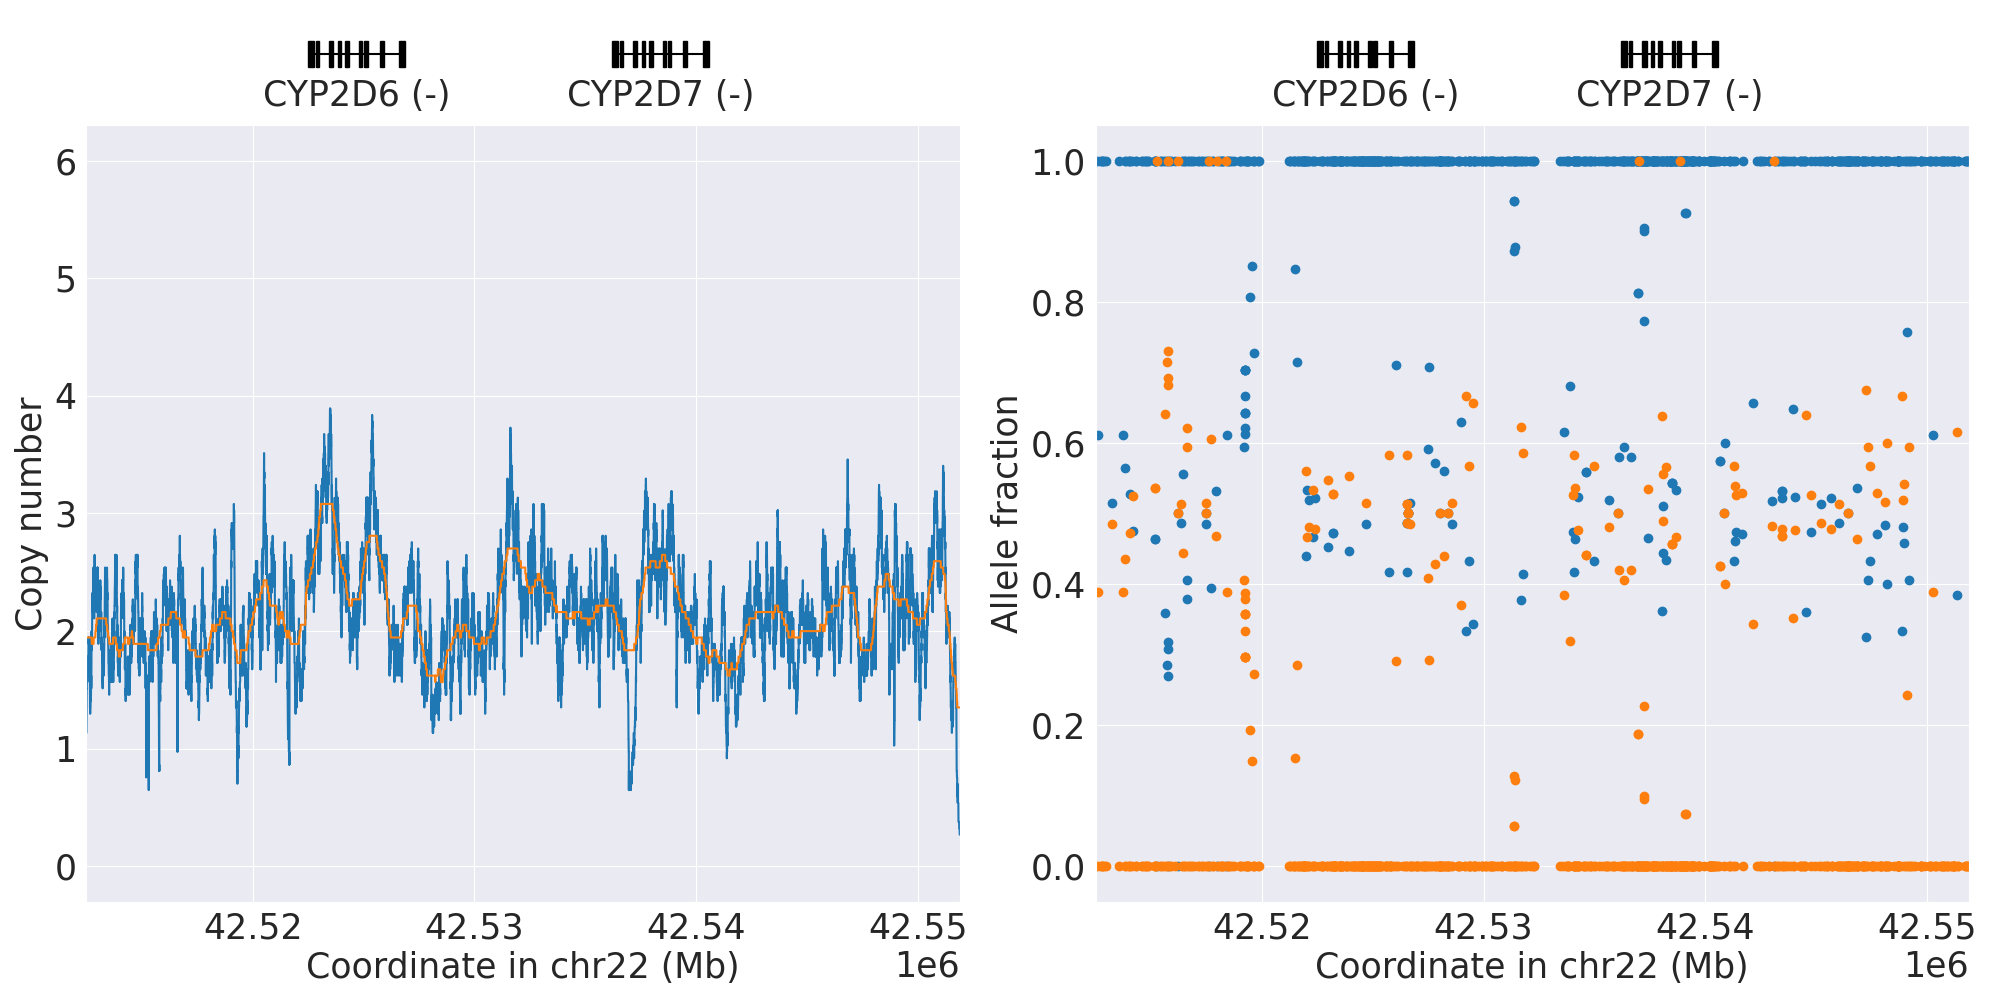 CYP2D6 (-) CYP2D7 (-)
6
5
4
3
2
1
0
Copy number
42.52 42.53 42.54 42.55
Coordinate in chr22 (Mb) 1e6
CYP2D6 (-) CYP2D7 (-)
1.0
0.8
0.6
0.4
0.2
0.0
Allele fraction
42.52 42.53 42.54 42.55
Coordinate in chr22 (Mb) 1e6